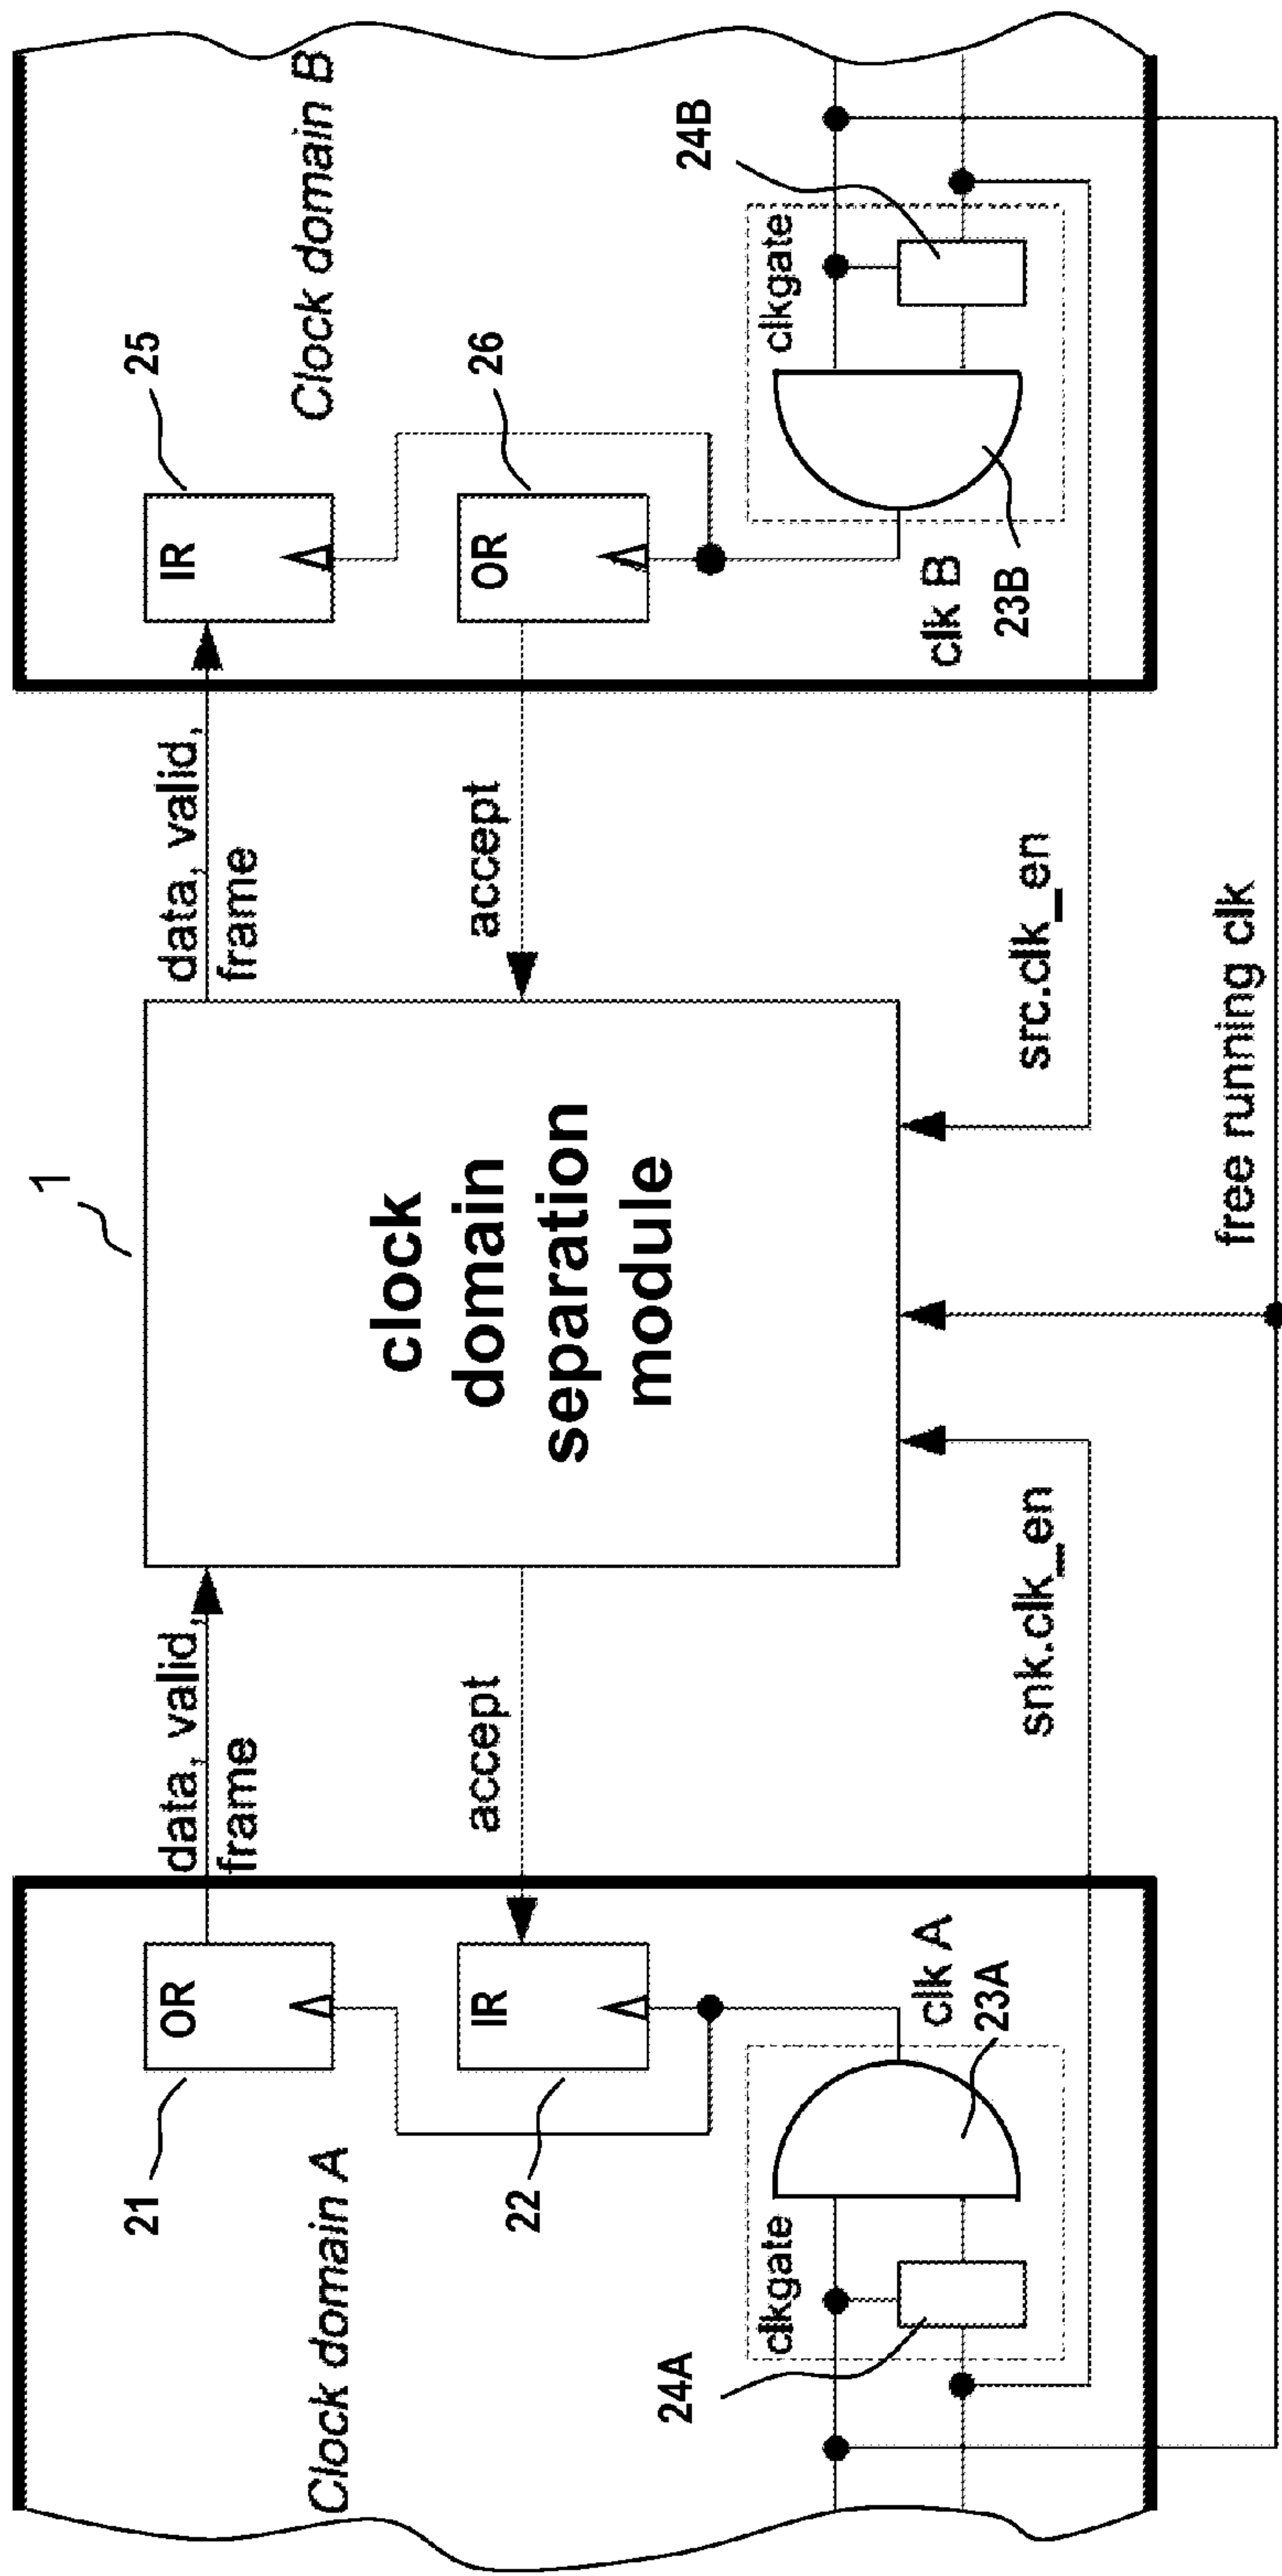 Clock domain A
21
OR
22
IR
clkgate
24A
clk A
23A
data, valid,
frame
accept
snk.clk_en
1
clock
domain
separation
module
data, valid,
frame
accept
src.clk_en
free running clk
25
IR
Clock domain B
26
OR
clk B
23B
clkgate
24B